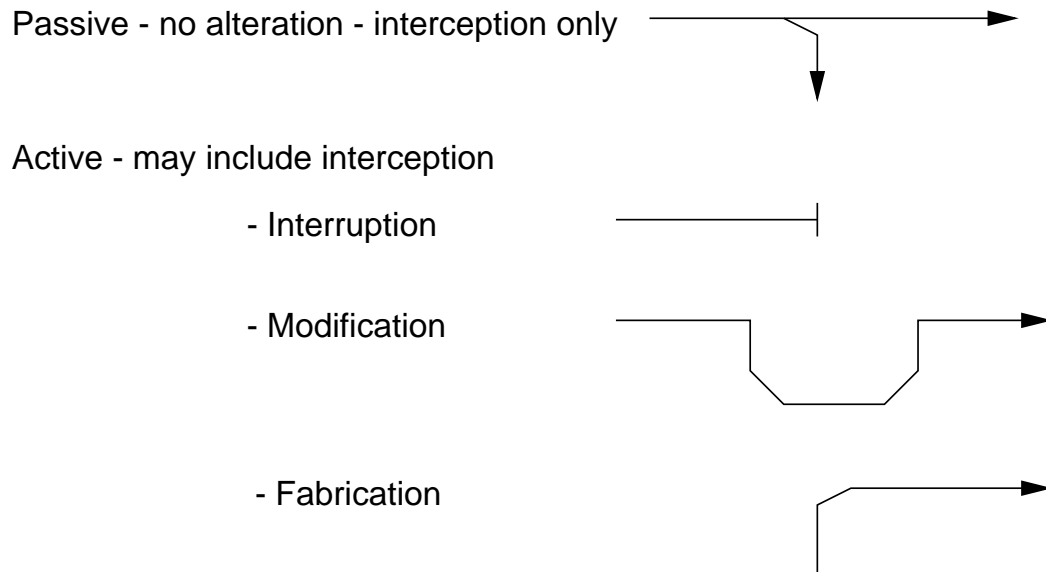 Passive - no alteration - interception only
Active - may include interception
- Interruption
- Modification
- Fabrication